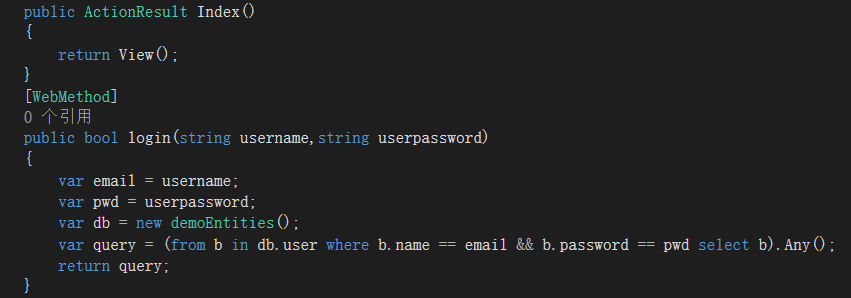 public ActionResult Index()
{
    return View();
}
[WebMethod]
0 个引用
public bool login(string username,string userpassword)
{
    var email = username;
    var pwd = userpassword;
    var db = new demoEntities();
    var query = (from b in db.user where b.name == email && b.password == pwd select b).Any();
    return query;
}